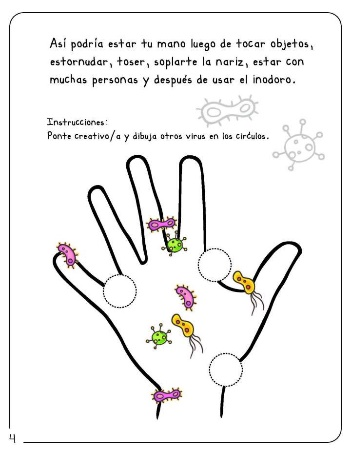 Así podría estar tu mano luego de tocar objetos,
estornudar, toser, soplarte la nariz, estar con
muchas personas y después de usar el inodoro.
Instrucciones:
Ponte creativo/a y dibuja otros virus en los círculos.
4